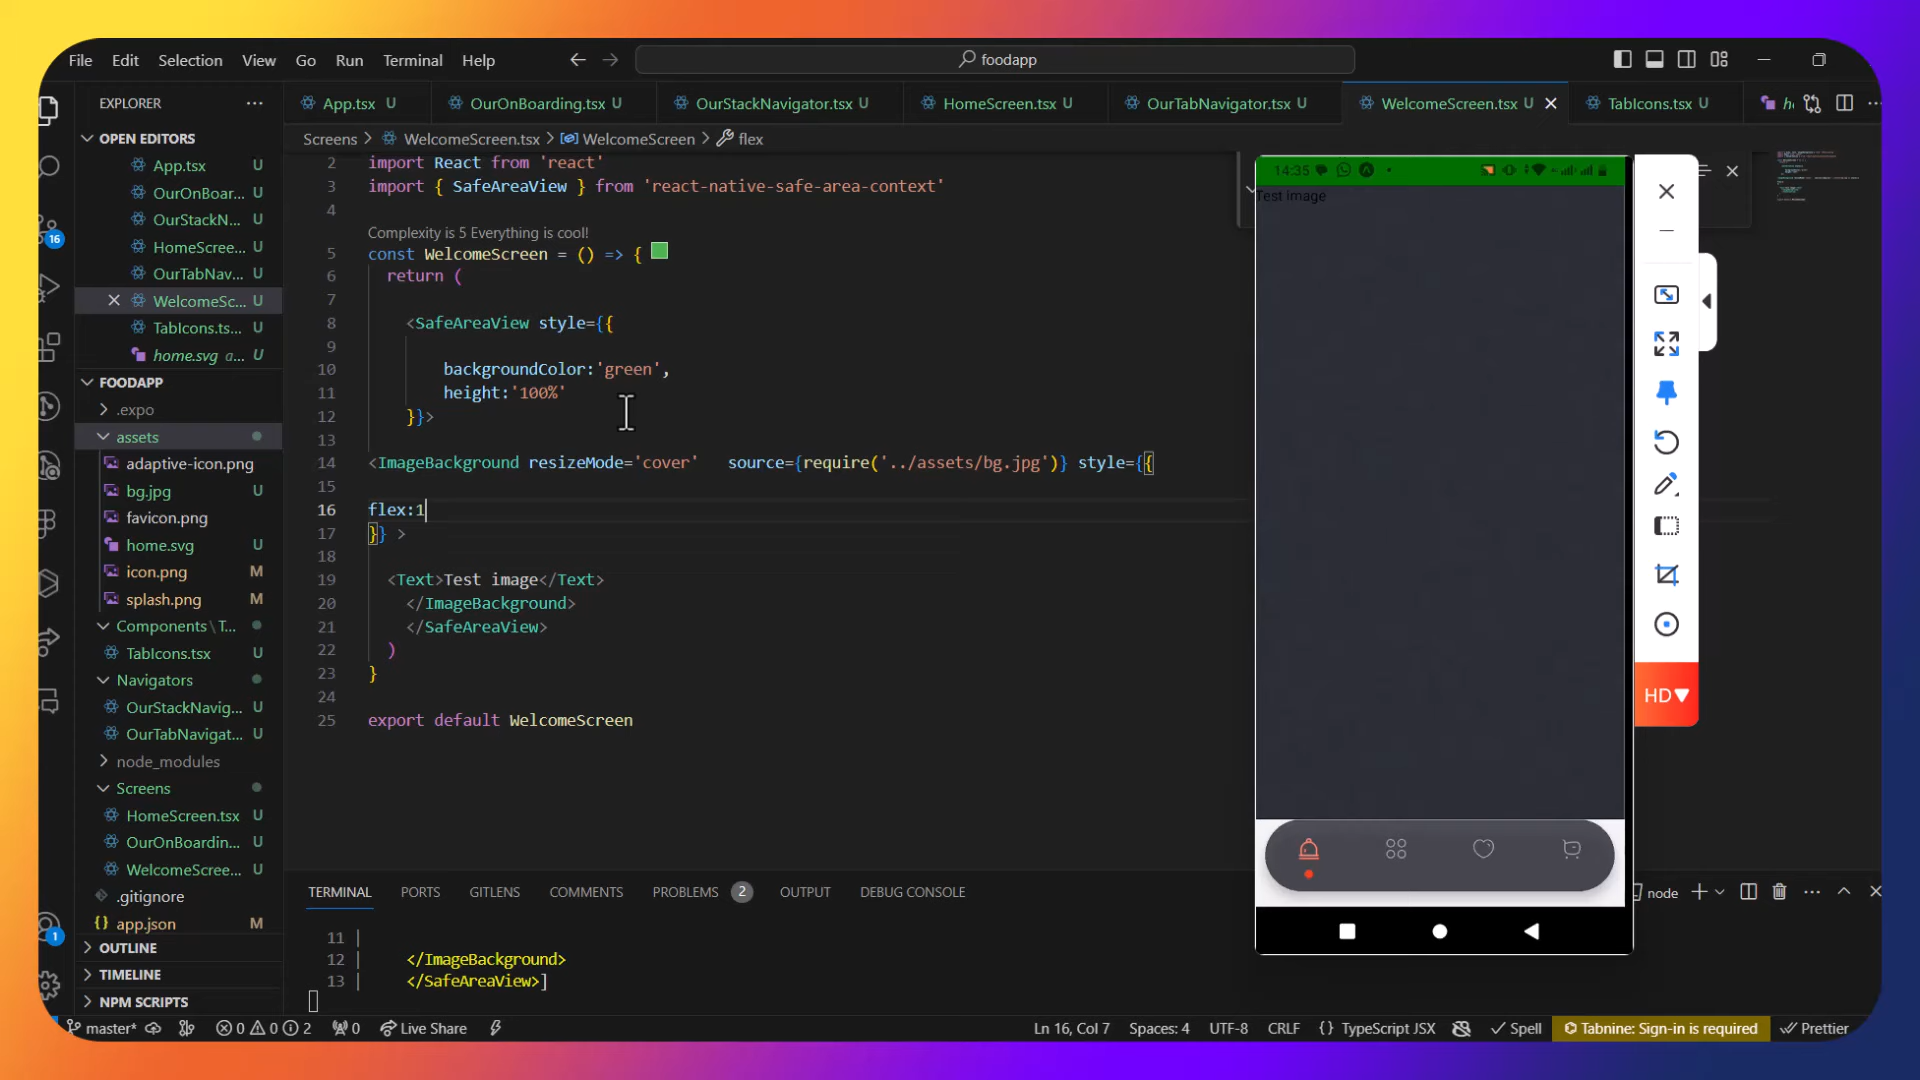 File Edit Selection View Go Run Terminal Help
foodapp
EXPLORER
OPEN EDITORS
App.tsx U
OurOnBoar... U
OurStackN... U
HomeScree... U
OurTabNav... U
WelcomeSc... U
TabIcons.ts... U
home.svg a... U
FOODAPP
.expo
assets
adaptive-icon.png
bg.jpg U
favicon.png
home.svg U
icon.png M
splash.png M
Components\T...
TabIcons.tsx U
Navigators
OurStackNavig... U
OurTabNavigat... U
node_modules
Screens
HomeScreen.tsx U
OurOnBoardin... U
WelcomeScree... U
.gitignore
app.json M
OUTLINE
TIMELINE
NPM SCRIPTS
16
1
App.tsx U OurOnBoarding.tsx U OurStackNavigator.tsx U HomeScreen.tsx U OurTabNavigator.tsx U WelcomeScreen.tsx U TabIcons.tsx U
Screens > WelcomeScreen.tsx > WelcomeScreen > flex
2 import React from 'react'
3 import { SafeAreaView } from 'react-native-safe-area-context'
4
Complexity is 5 Everything is cool!
5 const WelcomeScreen = () => {
6 return (
7
8 <SafeAreaView style={{
9
10 backgroundColor:'green',
11 height:'100%'
12 }}>
13
14 <ImageBackground resizeMode='cover' source={require('../assets/bg.jpg')} style={{
15
16 flex:1
17 }} >
18
19 <Text>Test image</Text>
20 </ImageBackground>
21 </SafeAreaView>
22 )
23 }
24
25 export default WelcomeScreen
14:35
Test image
HD
TERMINAL PORTS GITLENS COMMENTS PROBLEMS 2 OUTPUT DEBUG CONSOLE
node
11 |
12 | </ImageBackground>
13 | </SafeAreaView>]
master* 0 0 2 0 Live Share
Ln 16, Col 7 Spaces: 4 UTF-8 CRLF {} TypeScript JSX Spell Tabnine: Sign-in is required Prettier